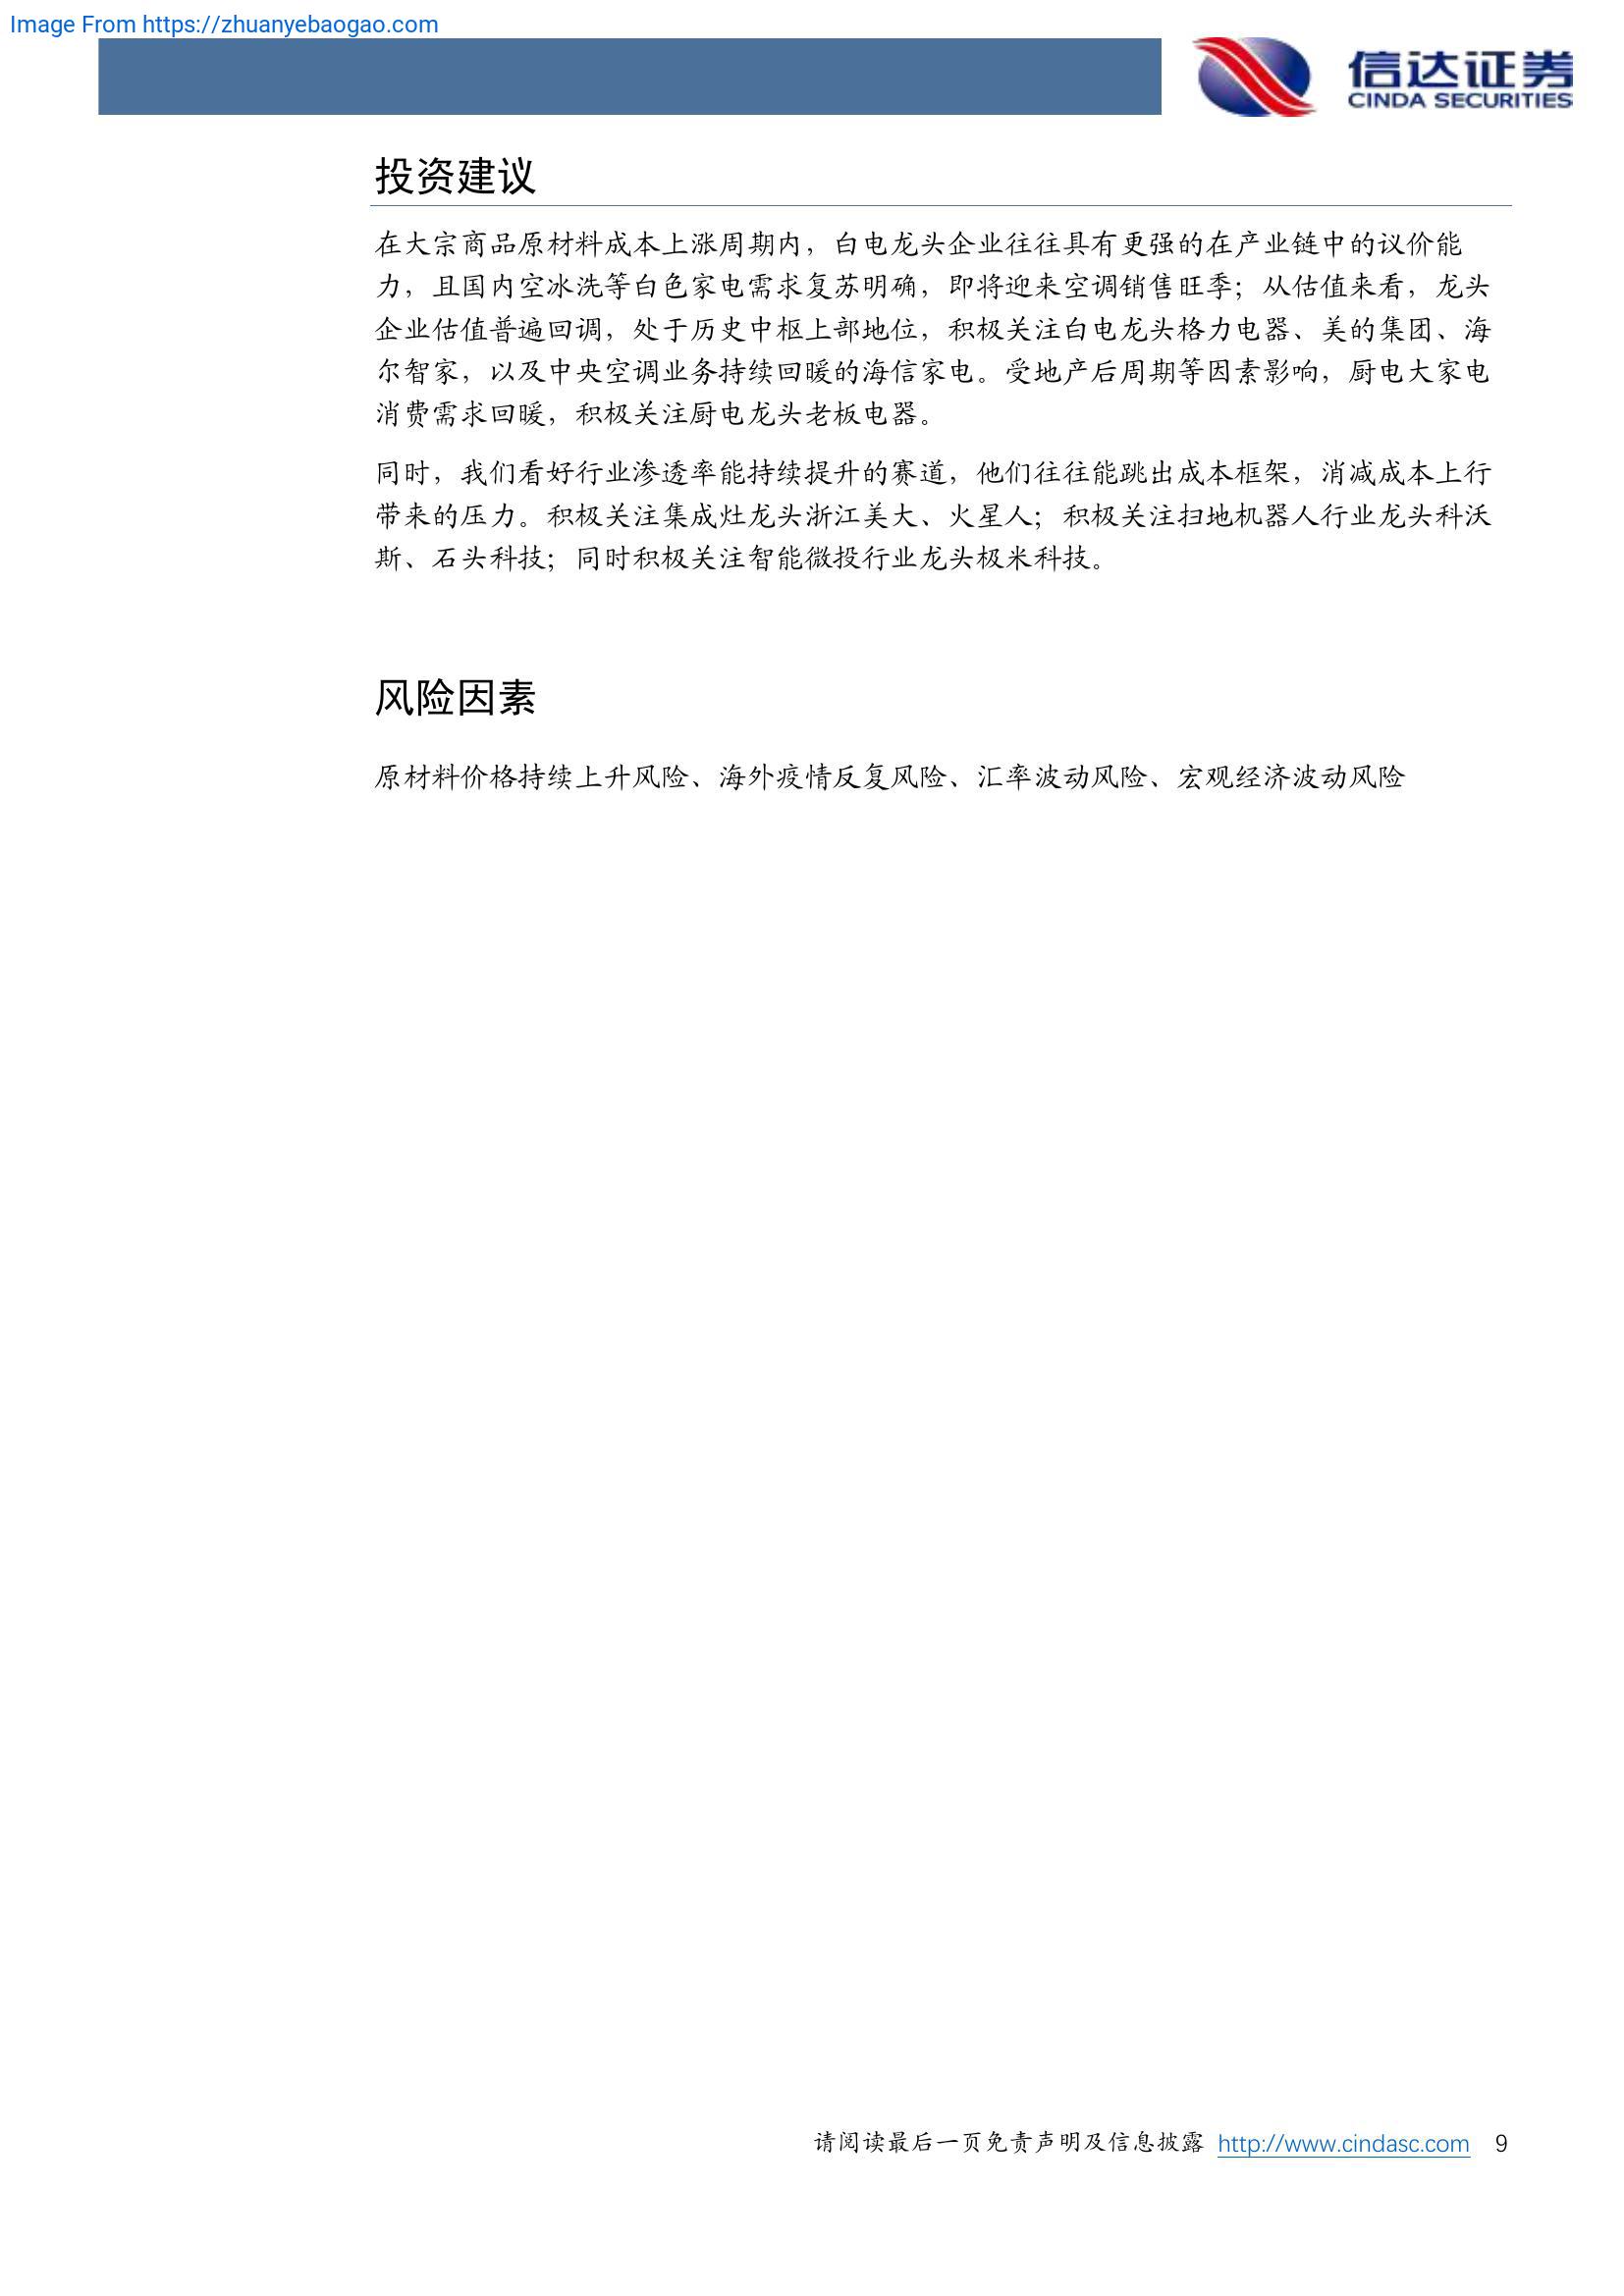 Image From https://zhuanyebaogao.com
信达证券
CINDA SECURITIES
投资建议
在大宗商品原材料成本上涨周期内，白电龙头企业往往具有更强的在产业链中的议价能
力，且国内空冰洗等白色家电需求复苏明确，即将迎来空调销售旺季；从估值来看，龙头
企业估值普遍回调，处于历史中枢上部地位，积极关注白电龙头格力电器、美的集团、海
尔智家，以及中央空调业务持续回暖的海信家电。受地产后周期等因素影响，厨电大家电
消费需求回暖，积极关注厨电龙头老板电器。
同时，我们看好行业渗透率能持续提升的赛道，他们往往能跳出成本框架，消减成本上行
带来的压力。积极关注集成灶龙头浙江美大、火星人；积极关注扫地机器人行业龙头科沃
斯、石头科技；同时积极关注智能微投行业龙头极米科技。
风险因素
原材料价格持续上升风险、海外疫情反复风险、汇率波动风险、宏观经济波动风险
请阅读最后一页免责声明及信息披露 http://www.cindasc.com 9